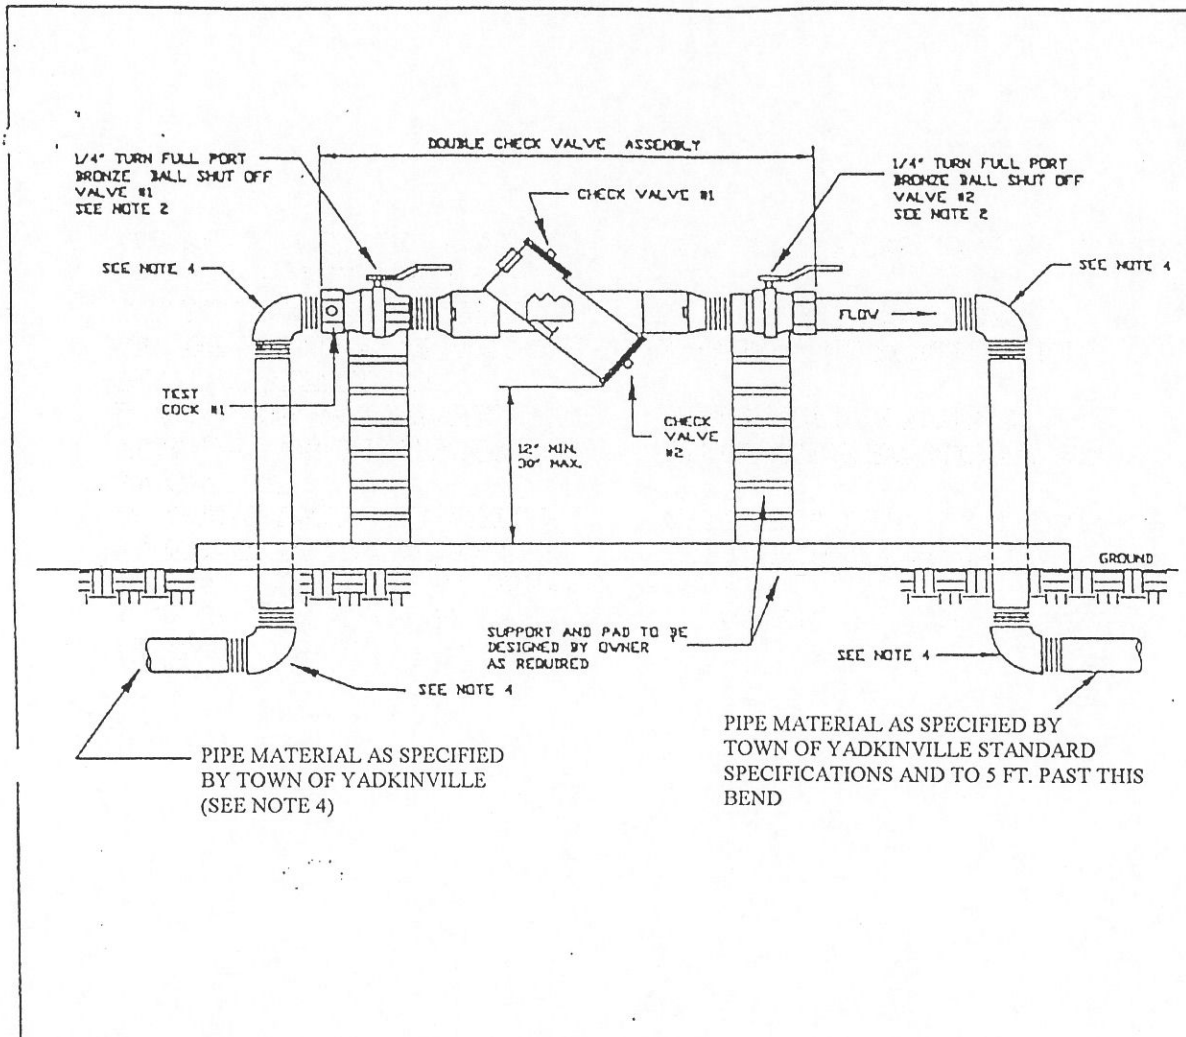 DOUBLE CHECK VALVE ASSEMBLY
1/4" TURN FULL PORT
BRONZE BALL SHUT OFF
VALVE #1
SEE NOTE 2
CHECK VALVE #1
1/4" TURN FULL PORT
BRONZE BALL SHUT OFF
VALVE #2
SEE NOTE 2
SEE NOTE 4
SEE NOTE 4
FLOW
TEST
COCK #1
CHECK
VALVE
#2
12" MIN.
30" MAX.
GROUND
SUPPORT AND PAD TO BE
DESIGNED BY OWNER
AS REQUIRED
SEE NOTE 4
SEE NOTE 4
PIPE MATERIAL AS SPECIFIED
BY TOWN OF YADKINVILLE
(SEE NOTE 4)
PIPE MATERIAL AS SPECIFIED BY
TOWN OF YADKINVILLE STANDARD
SPECIFICATIONS AND TO 5 FT. PAST THIS
BEND